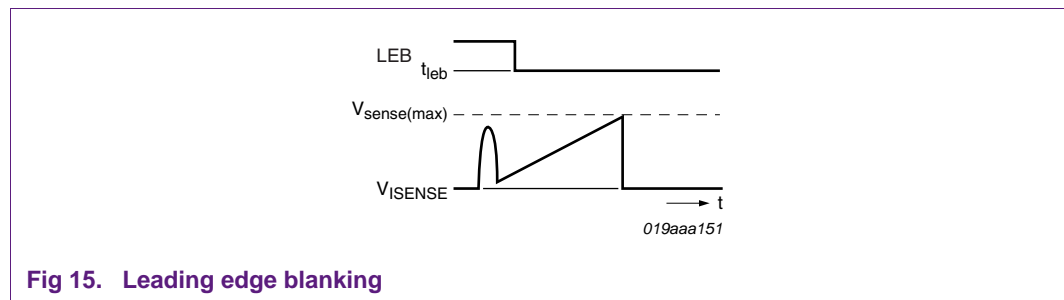 LEB
tleb
Vsense(max)
VISENSE
t
019aaa151
Fig 15. Leading edge blanking